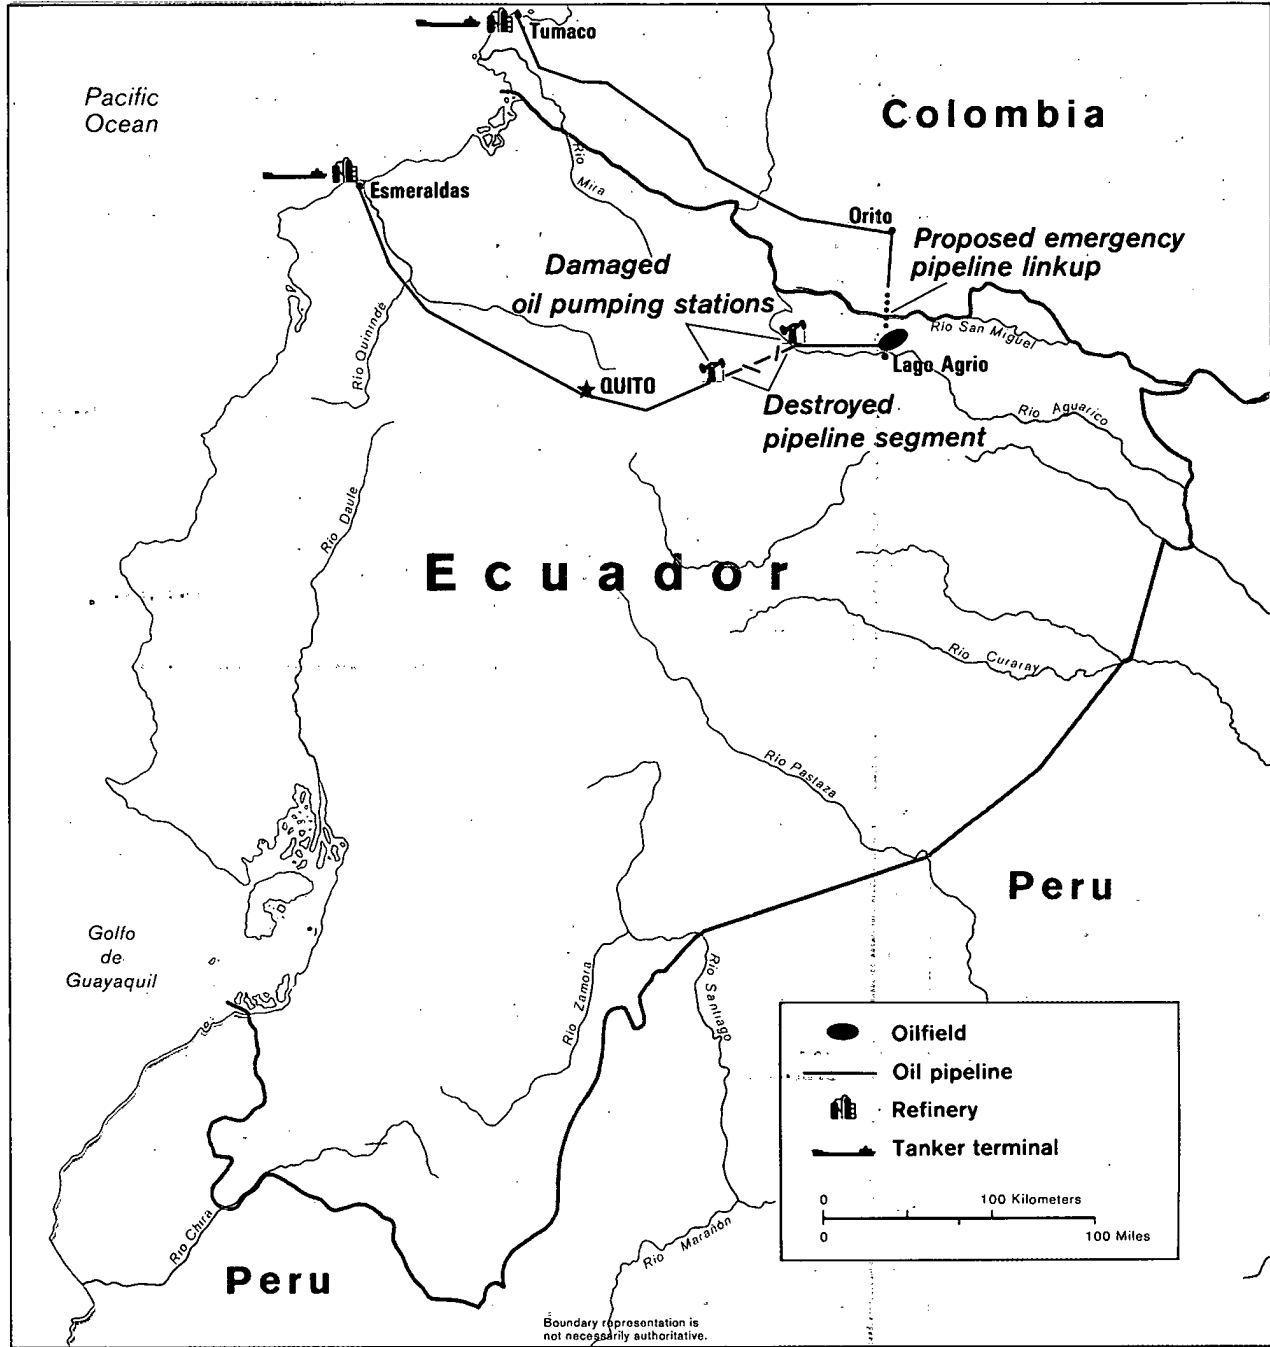 Tumaco
Pacific
Ocean
Colombia
Rio
Mira
Esmeraldas
Orito
Proposed emergency
pipeline linkup
Damaged
oil pumping stations
Rio Quinindé
Rio San Miguel
Lago Agrio
QUITO
Destroyed
pipeline segment
Rio Aguarico
Rio Daule
Ecuador
Rio Curaray
Rio Pastaza
Peru
Golfo
de
Guayaquil
Rio Zamora
Rio Santiago
Oilfield
Oil pipeline
Refinery
Tanker terminal
0 100 Kilometers
0 100 Miles
Rio Chira
Rio Marañón
Peru
Boundary representation is
not necessarily authoritative.